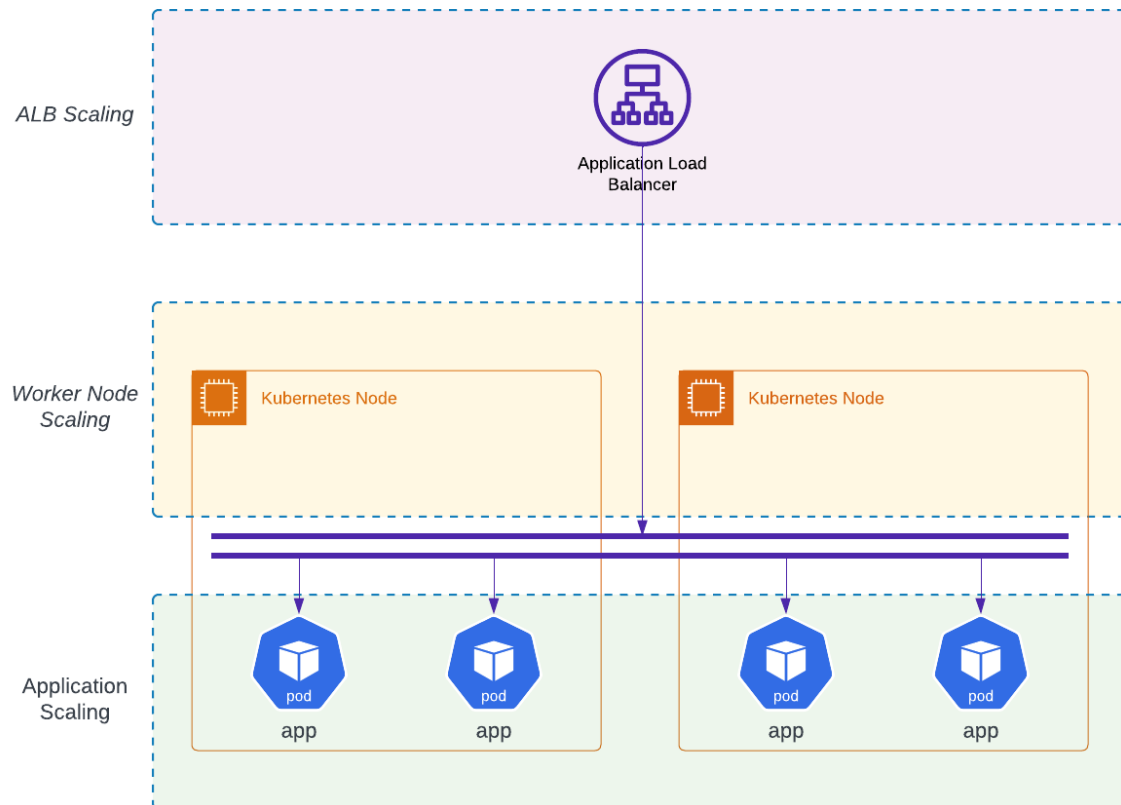 ALB Scaling
Application Load
Balancer
Worker Node
Scaling
Kubernetes Node
Kubernetes Node
Application
Scaling
pod
pod
pod
pod
app
app
app
app